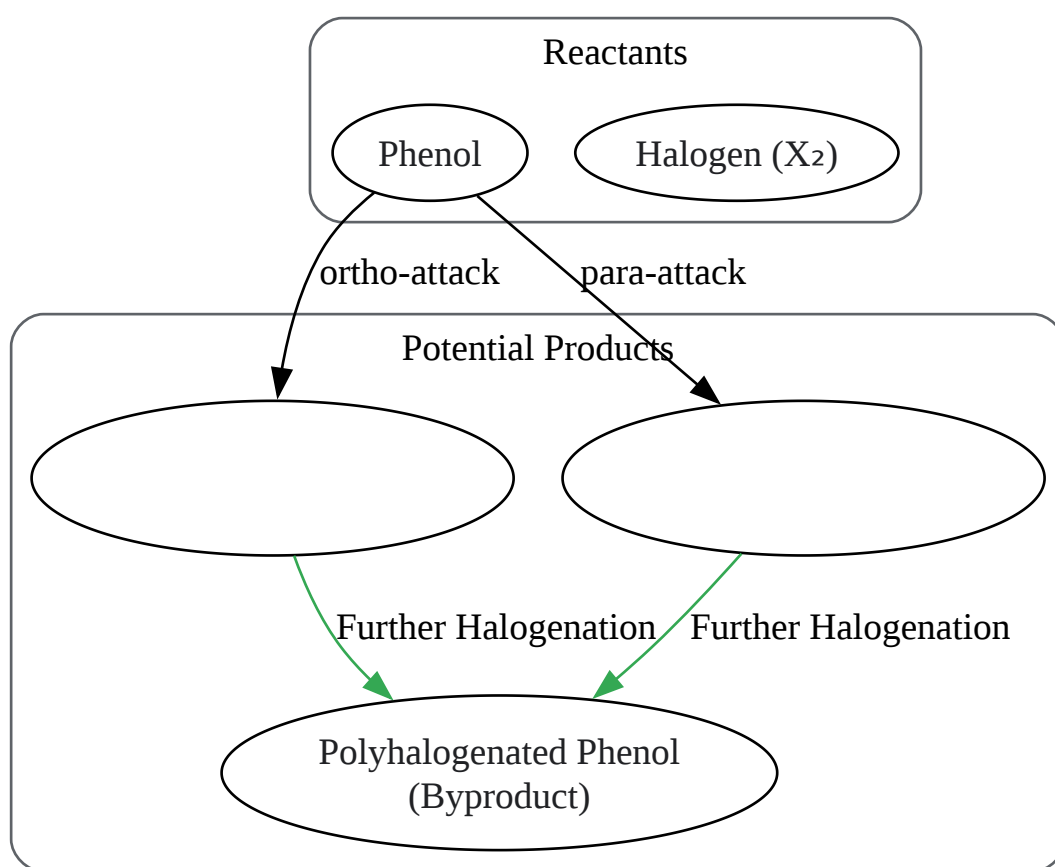 Reactants
Phenol
Halogen (X₂)
ortho-attack
para-attack
Potential Products
Further Halogenation
Further Halogenation
Polyhalogenated Phenol
(Byproduct)